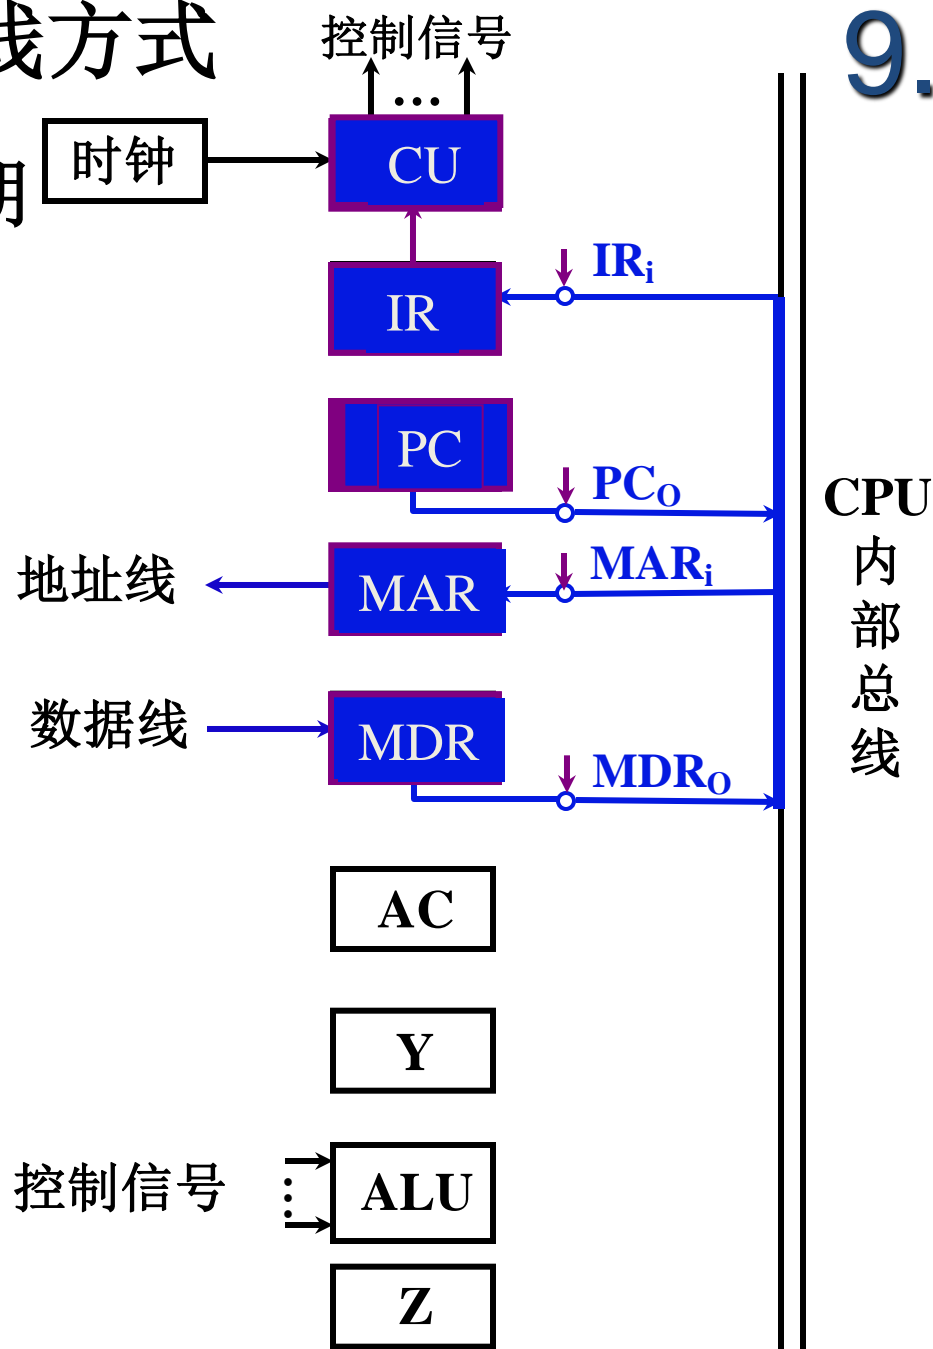 线方式
控制信号
9.
…
时钟
CU
期
IR
IRi
PC
PCO
CPU
内
部
总
线
地址线
MAR
MARi
数据线
MDR
MDRO
AC
Y
控制信号
ALU
Z